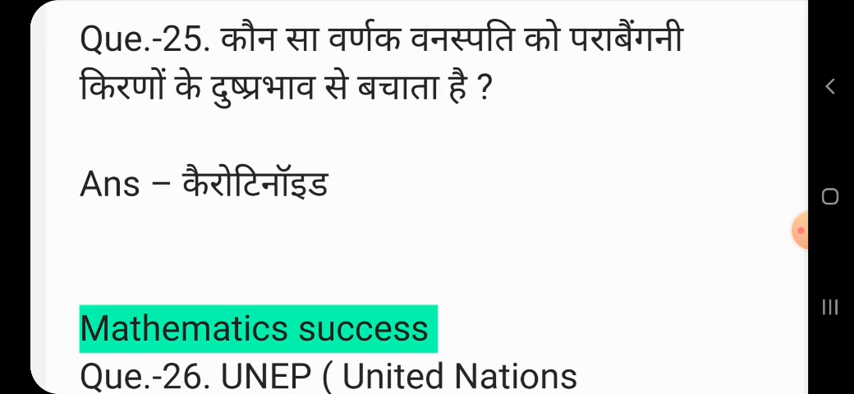 Que.-25. कौन सा वर्णक वनस्पति को पराबैंगनी
किरणों के दुष्प्रभाव से बचाता है ?
Ans – कैरोटिनॉइड
Mathematics success
Que.-26. UNEP ( United Nations